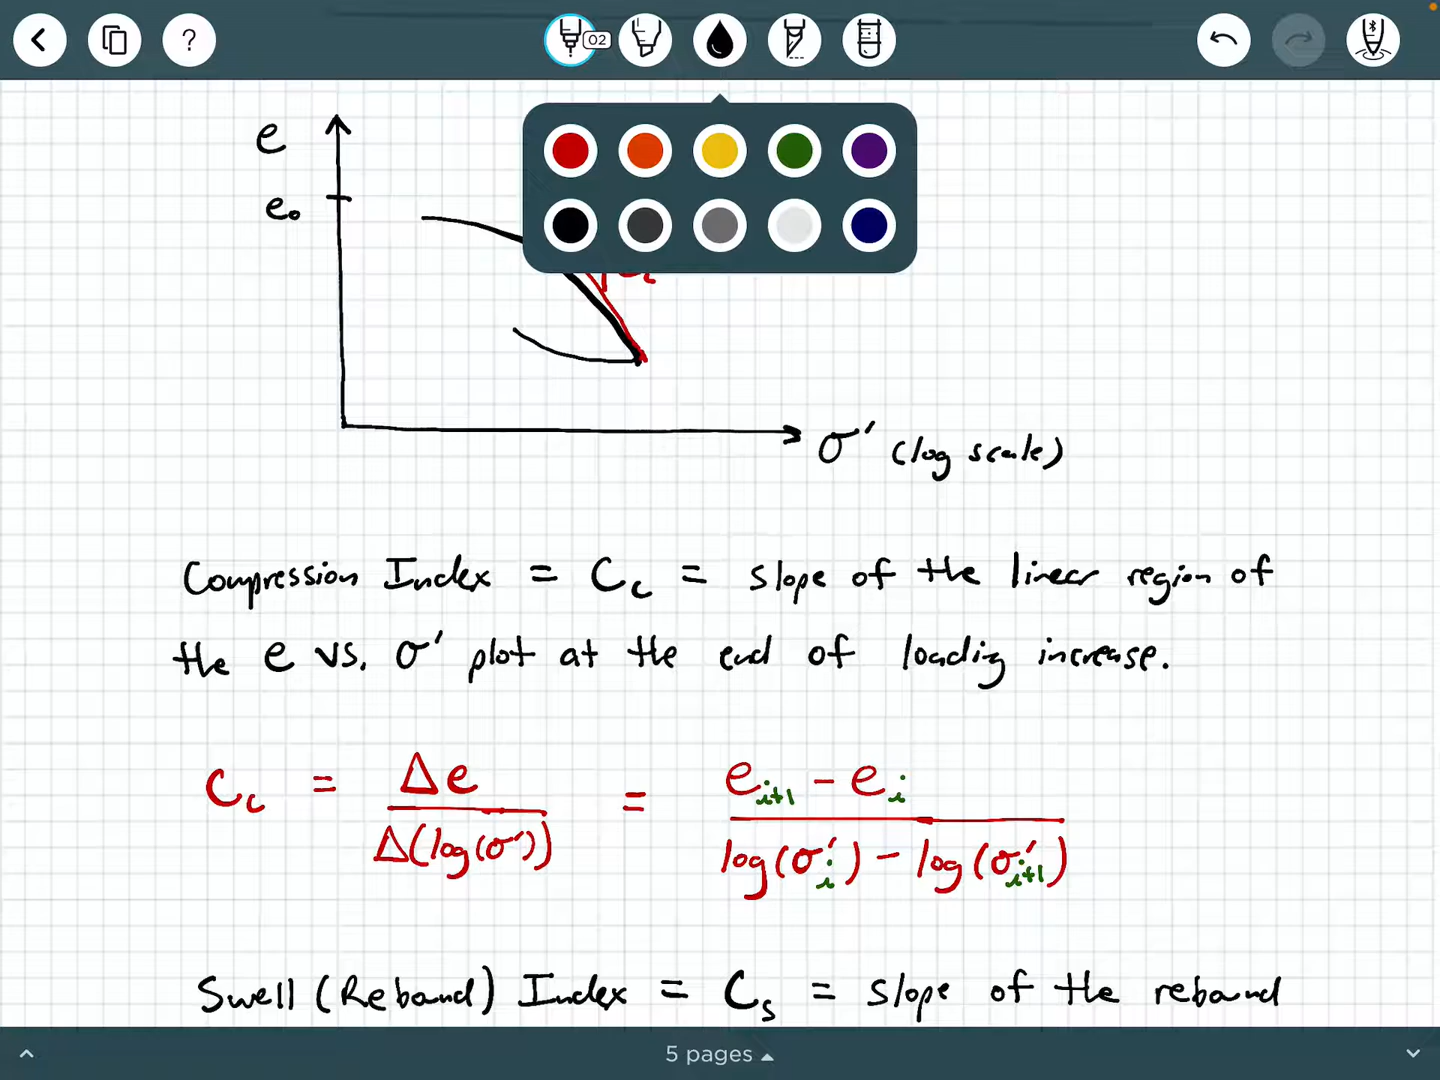 ?
02
e
e₀
σ' (log scale)
Compression Index = Cc = slope of the linear region of
the e vs. σ' plot at the end of loading increase.
Cc = Δe / Δ(log(σ')) = e_{i+1} - e_i / log(σ'_i) - log(σ'_{i+1})
Swell (Rebound) Index = Cs = slope of the rebound
5 pages